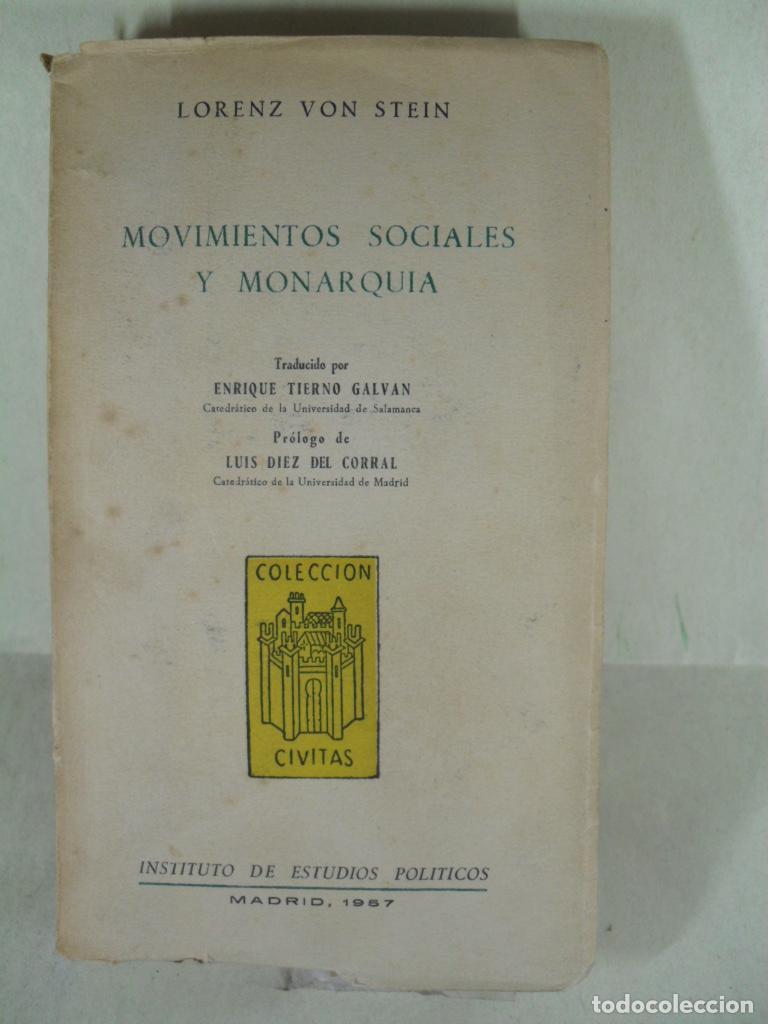 LORENZ VON STEIN
MOVIMIENTOS SOCIALES
Y MONARQUIA
Traducido por
ENRIQUE TIERNO GALVAN
Catedrático de la Universidad de Salamanca
Prólogo de
LUIS DIEZ DEL CORRAL
Catedrático de la Universidad de Madrid
COLECCION
CIVITAS
INSTITUTO DE ESTUDIOS POLITICOS
MADRID, 1957
todocoleccion